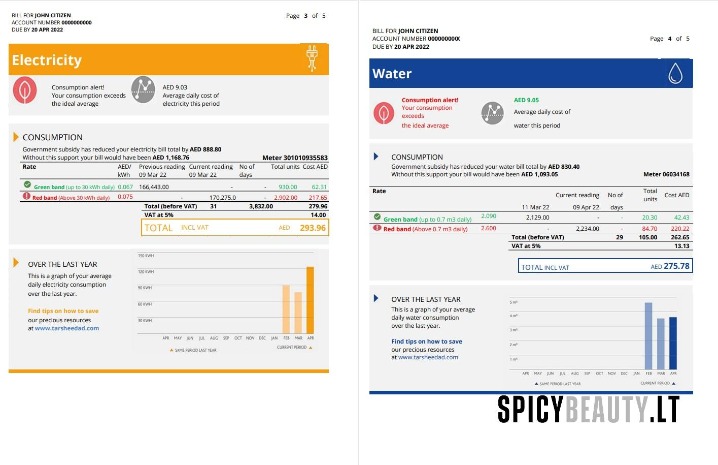 BILL FOR JOHN CITIZEN
ACCOUNT NUMBER 0000000000
DUE BY 20 APR 2022
Page 3 of 5
Electricity
Consumption alert!
Your consumption exceeds
the ideal average
AED 9.03
Average daily cost of
electricity this period
CONSUMPTION
Government subsidy has reduced your electricity bill total by AED 888.80
Without this support your bill would have been AED 1,168.76 Meter 301010935583
Rate AED/ kWh Previous reading 09 Mar 22 Current reading 09 Mar 22 No of days Total units Cost AED
Green band (up to 30 kWh daily) 0.067 166,443.00 - - 930.00 62.31
Red band (Above 30 kWh daily) 0.075 170,275.0 - 2,902.00 217.65
Total (before VAT) 31 3,832.00 279.96
VAT at 5% 14.00
TOTAL INCL VAT AED 293.96
OVER THE LAST YEAR
This is a graph of your average
daily electricity consumption
over the last year.
Find tips on how to save
our precious resources
at www.tarsheedad.com
APR MAY JUN JUL AUG SEP OCT NOV DEC JAN FEB MAR APR
SAME PERIOD LAST YEAR
CURRENT PERIOD
BILL FOR JOHN CITIZEN
ACCOUNT NUMBER 000000000X
DUE BY 20 APR 2022
Page 4 of 5
Water
Consumption alert!
Your consumption
exceeds
the ideal average
AED 9.05
Average daily cost of
water this period
CONSUMPTION
Government subsidy has reduced your water bill total by AED 830.40
Without this support your bill would have been AED 1,093.05 Meter 06034168
Rate Current reading No of Total units Cost AED
11 Mar 22 09 Apr 22 days
Green band (up to 0.7 m3 daily) 2.090 2,129.00 - - 20.30 42.43
Red band (Above 0.7 m3 daily) 2.600 2,234.00 - 84.70 220.22
Total (before VAT) 29 105.00 262.65
VAT at 5% 13.13
TOTAL INCL VAT AED 275.78
OVER THE LAST YEAR
This is a graph of your average
daily water consumption
over the last year.
Find tips on how to save
our precious resources
at www.tarsheedad.com
APR MAY JUN JUL AUG SEP OCT NOV DEC JAN FEB MAR APR
SAME PERIOD LAST YEAR
CURRENT PERIOD
SPICYBEAUTY.LT